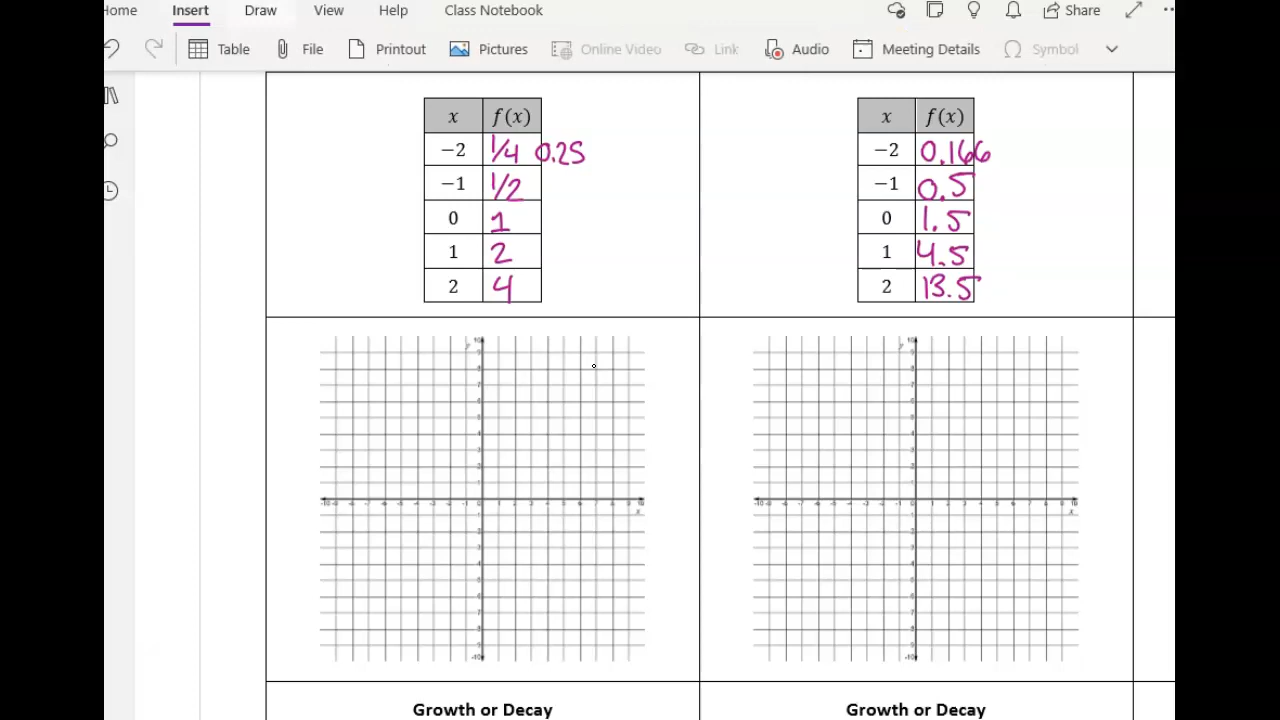 Home Insert Draw View Help Class Notebook Share
Table File Printout Pictures Online Video Link Audio Meeting Details Symbol
x f(x)
−2 1/4 0.25
−1 1/2
0 1
1 2
2 4
x f(x)
−2 0.166
−1 0.5
0 1.5
1 4.5
2 13.5
Growth or Decay
Growth or Decay